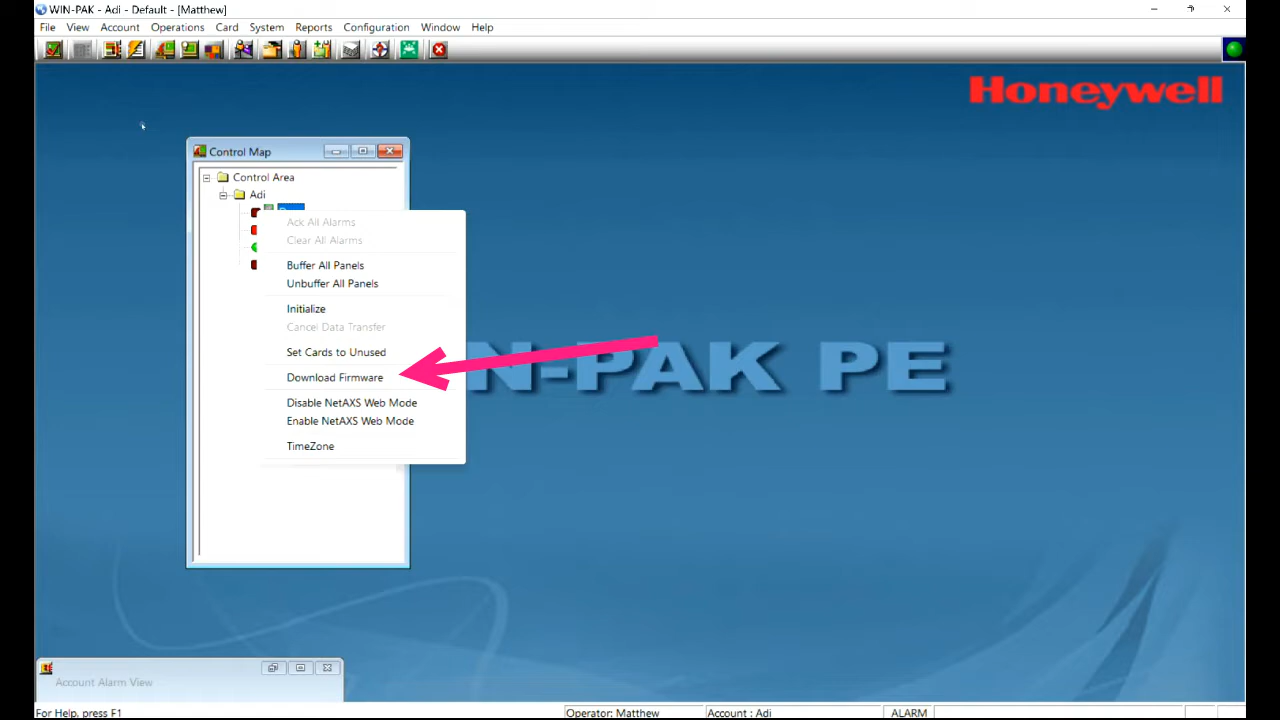 WIN-PAK - Adi - Default - [Matthew]
File View Account Operations Card System Reports Configuration Window Help
Honeywell
Control Map
Control Area
Adi
Ack All Alarms
Clear All Alarms
Buffer All Panels
Unbuffer All Panels
Initialize
Cancel Data Transfer
Set Cards to Unused
Download Firmware
Disable NetAXS Web Mode
Enable NetAXS Web Mode
TimeZone
N-PAK PE
Account Alarm View
For Help, press F1
Operator: Matthew
Account : Adi
ALARM